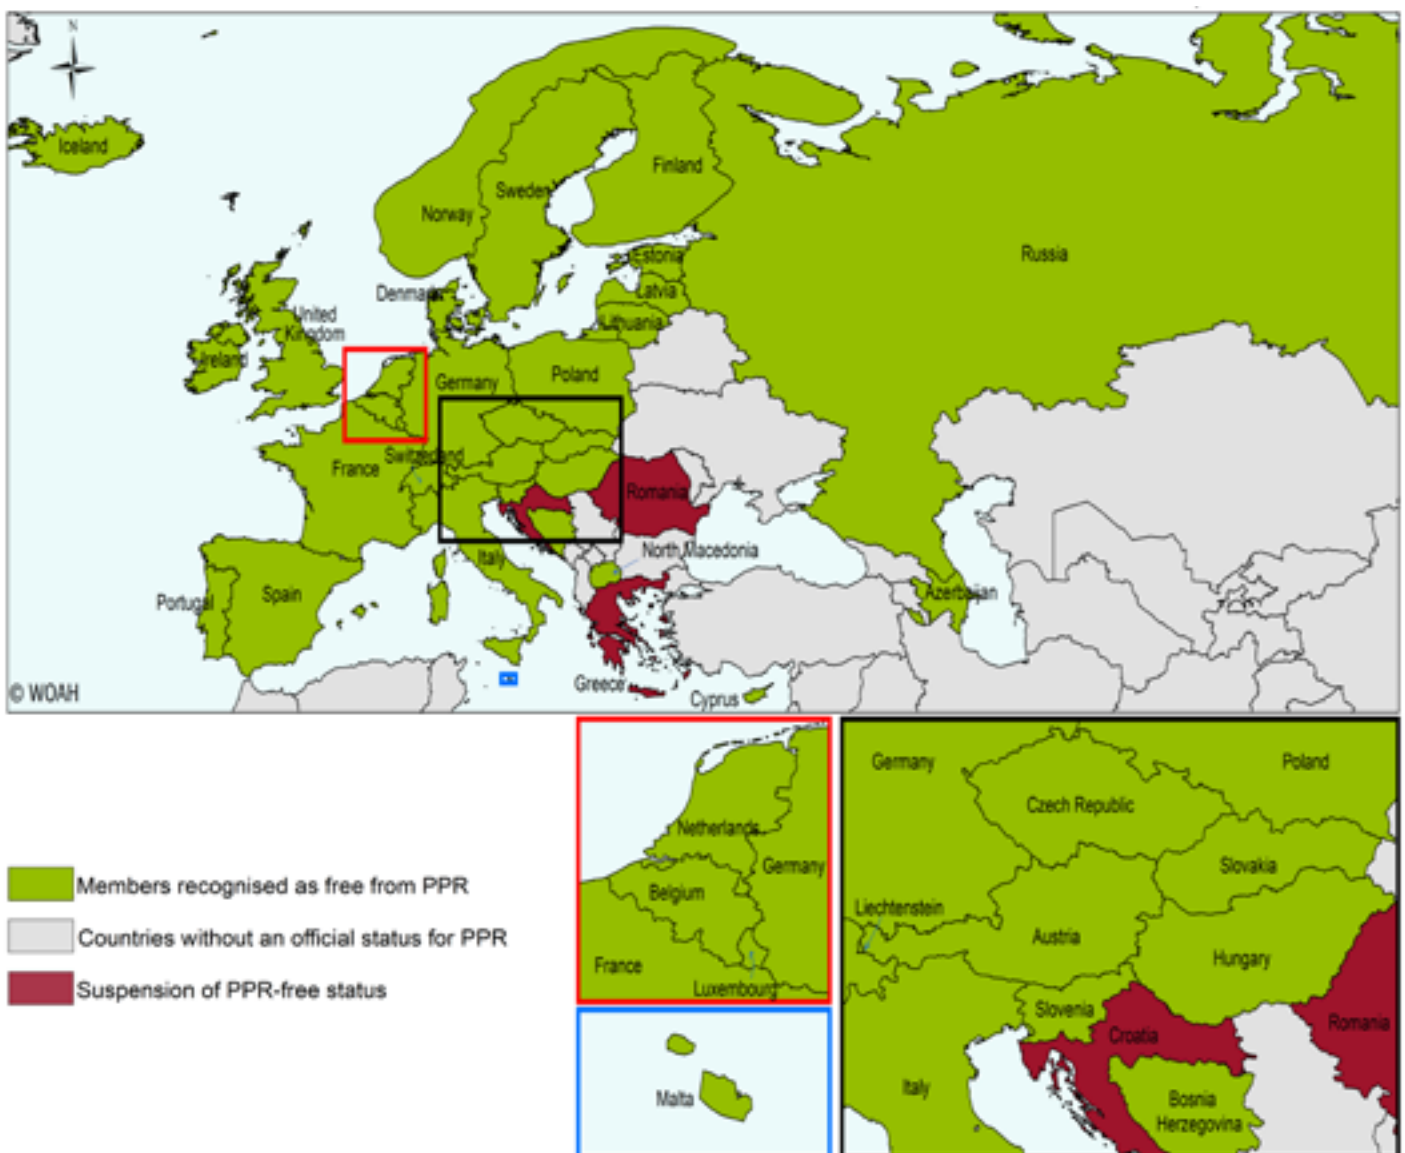 N
Iceland
Finland
Sweden
Norway
Russia
Estonia
Denmark
Latvia
United
Kingdom
Lithuania
Ireland
Poland
Germany
Switzerland
France
Romania
North Macedonia
Italy
Azerbaijan
Spain
Portugal
Greece
© WOAH
Cyprus
Germany
Poland
Czech Republic
Netherlands
Germany
Slovakia
Members recognised as free from PPR
Belgium
Liechtenstein
Countries without an official status for PPR
Austria
Hungary
France
Luxembourg
Suspension of PPR-free status
Slovenia
Romania
Croatia
Italy
Malta
Bosnia
Herzegovina